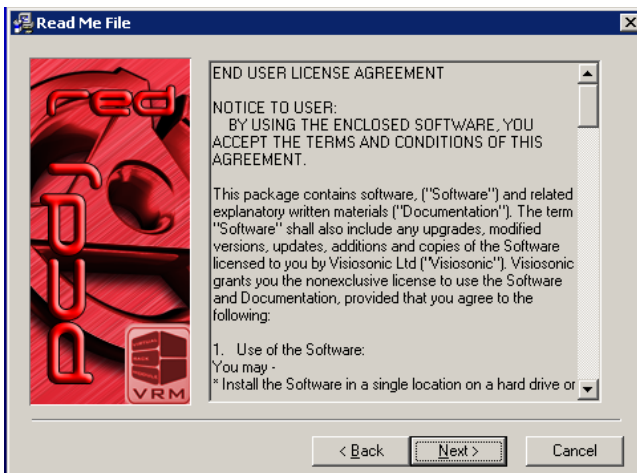 Read Me File
red
pad
VIRTUAL
RACK
MODULE
VRM
END USER LICENSE AGREEMENT
NOTICE TO USER:
BY USING THE ENCLOSED SOFTWARE, YOU
ACCEPT THE TERMS AND CONDITIONS OF THIS
AGREEMENT.
This package contains software, ("Software") and related
explanatory written materials ("Documentation"). The term
"Software" shall also include any upgrades, modified
versions, updates, additions and copies of the Software
licensed to you by Visiosonic Ltd ("Visiosonic"). Visiosonic
grants you the nonexclusive license to use the Software
and Documentation, provided that you agree to the
following:
1. Use of the Software:
You may -
* Install the Software in a single location on a hard drive or
< Back
Next >
Cancel